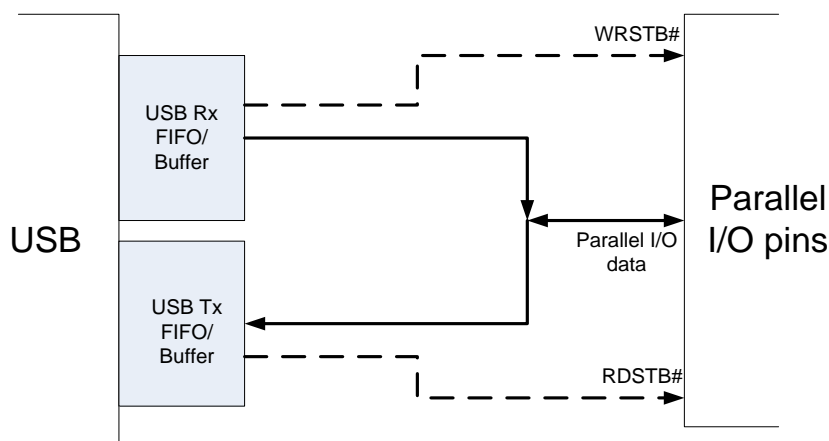 WRSTB#
USB Rx
FIFO/
Buffer
USB
Parallel
I/O pins
Parallel I/O
data
USB Tx
FIFO/
Buffer
RDSTB#